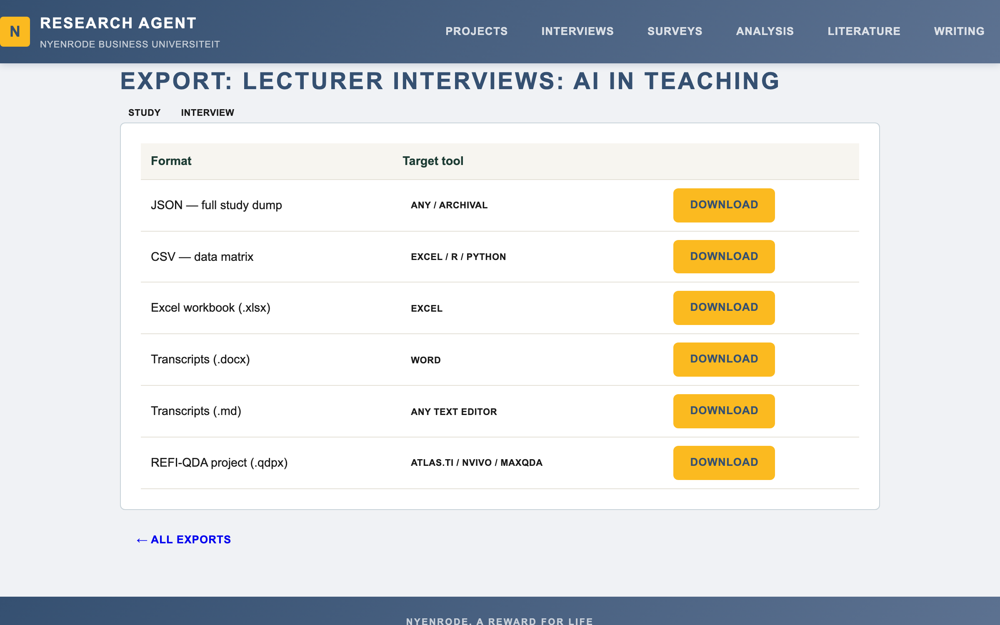 N
RESEARCH AGENT
NYENRODE BUSINESS UNIVERSITEIT
PROJECTS INTERVIEWS SURVEYS ANALYSIS LITERATURE WRITING
EXPORT: LECTURER INTERVIEWS: AI IN TEACHING
STUDY INTERVIEW
Format Target tool
JSON — full study dump ANY / ARCHIVAL DOWNLOAD
CSV — data matrix EXCEL / R / PYTHON DOWNLOAD
Excel workbook (.xlsx) EXCEL DOWNLOAD
Transcripts (.docx) WORD DOWNLOAD
Transcripts (.md) ANY TEXT EDITOR DOWNLOAD
REFI-QDA project (.qdpx) ATLAS.TI / NVIVO / MAXQDA DOWNLOAD
← ALL EXPORTS
NYENRODE. A REWARD FOR LIFE